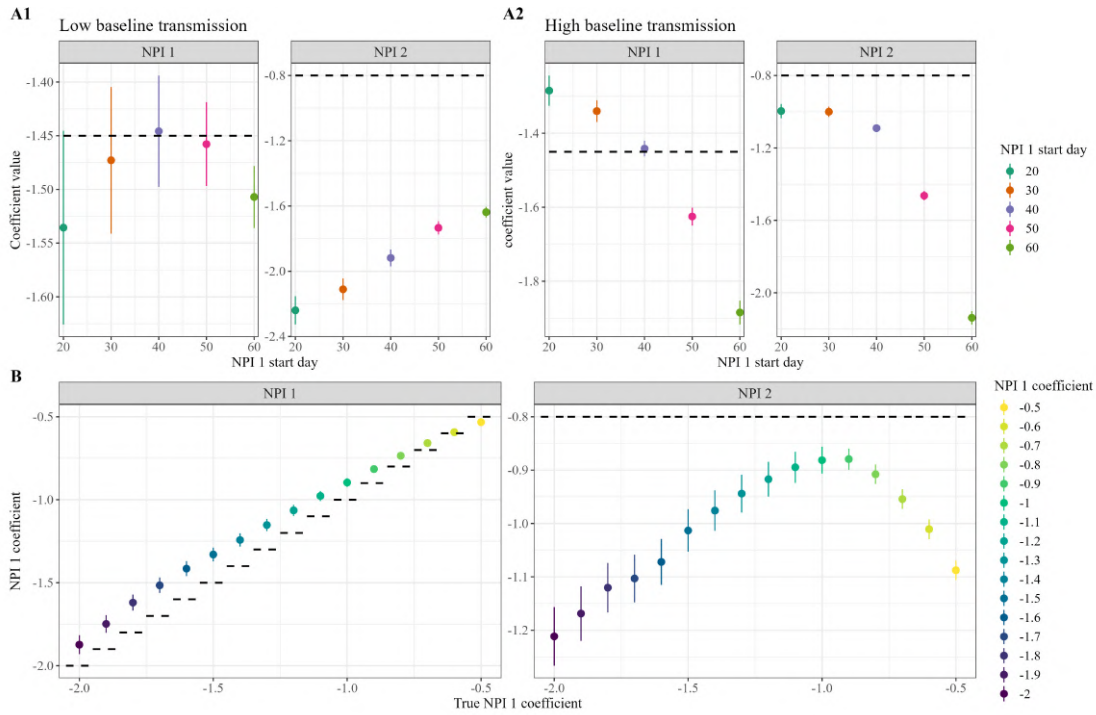 A1
Low baseline transmission
A2
High baseline transmission
NPI 1
NPI 2
NPI 1
NPI 2
Coefficient value
-1.40
-1.45
-1.50
-1.55
-1.60
-0.8
-1.2
-1.6
-2.0
-2.4
coefficient value
-1.4
-1.6
-1.8
-0.8
-1.2
-1.6
-2.0
20 30 40 50 60
20 30 40 50 60
20 30 40 50 60
20 30 40 50 60
NPI 1 start day
NPI 1 start day
NPI 1 start day
20
30
40
50
60
B
NPI 1
NPI 2
NPI 1 coefficient
-0.5
-1.0
-1.5
-2.0
-0.8
-0.9
-1.0
-1.1
-1.2
-2.0 -1.5 -1.0 -0.5
-2.0 -1.5 -1.0 -0.5
True NPI 1 coefficient
NPI 1 coefficient
-0.5
-0.6
-0.7
-0.8
-0.9
-1
-1.1
-1.2
-1.3
-1.4
-1.5
-1.6
-1.7
-1.8
-1.9
-2